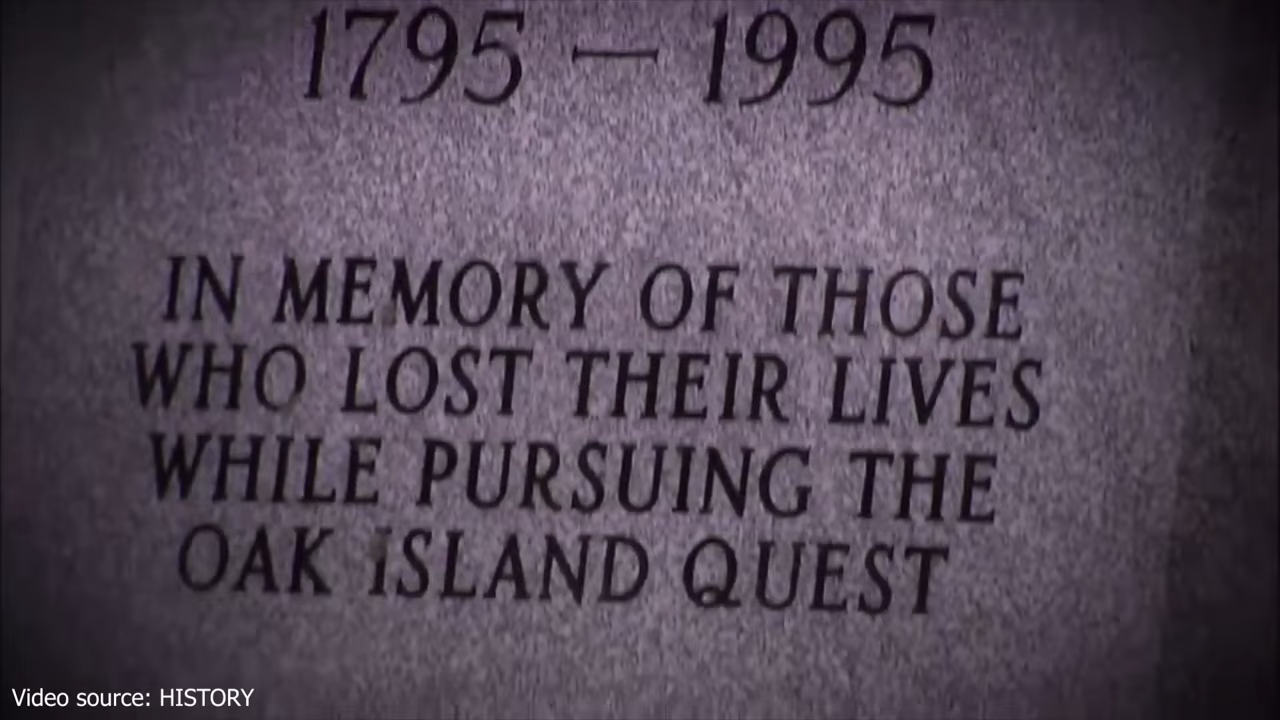 1795 — 1995
IN MEMORY OF THOSE
WHO LOST THEIR LIVES
WHILE PURSUING THE
OAK ISLAND QUEST
Video source: HISTORY